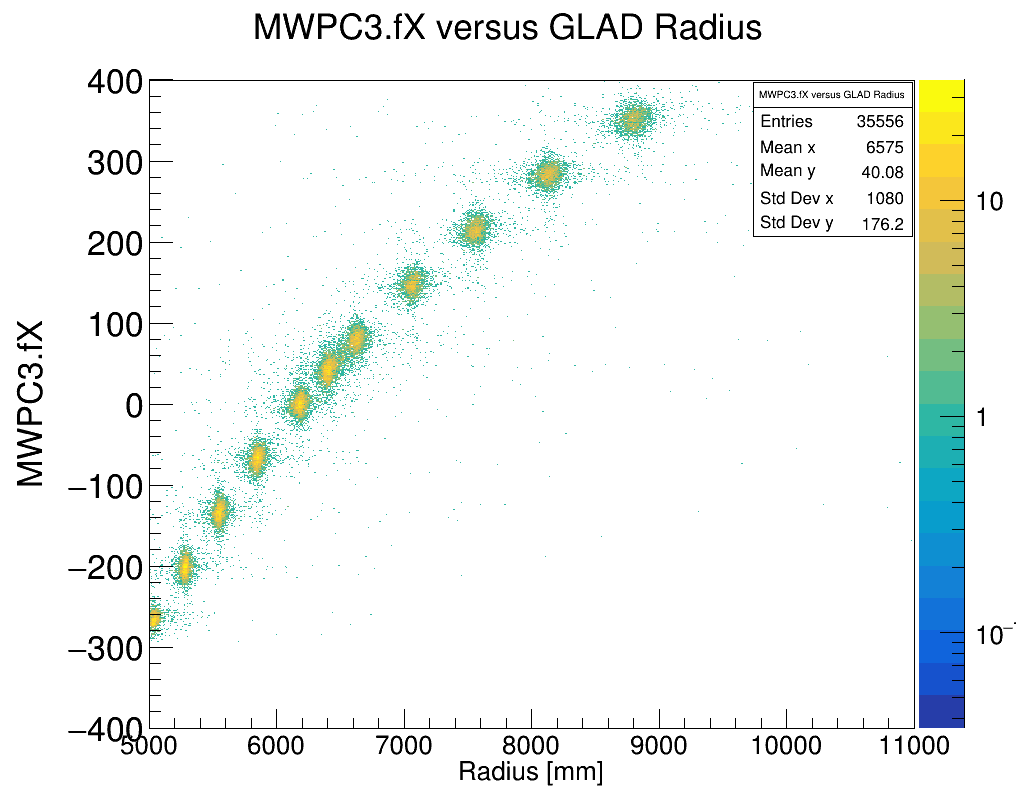 MWPC3.fX versus GLAD Radius
MWPC3.fX versus GLAD Radius
Entries 35556
Mean x 6575
Mean y 40.08
Std Dev x 1080
Std Dev y 176.2
MWPC3.fX
400
300
200
100
0
−100
−200
−300
−400
5000 6000 7000 8000 9000 10000 11000
Radius [mm]
10
1
10⁻